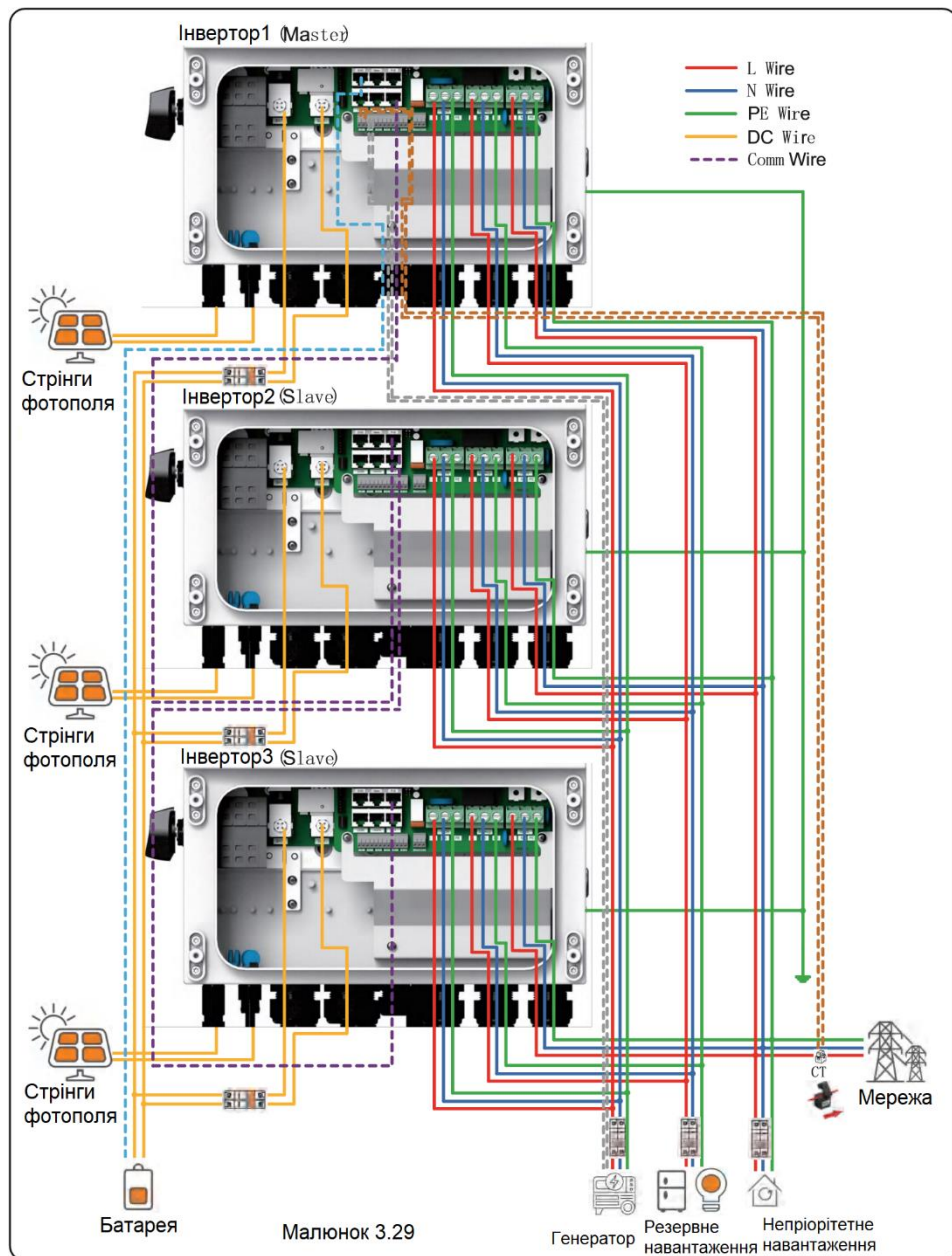 Інвертор1 (Master)
L Wire
N Wire
PE Wire
DC Wire
Comm Wire
Стрінги
фотополя
Інвертор2 (Slave)
Стрінги
фотополя
Інвертор3 (Slave)
Стрінги
фотополя
CT
Мережа
Батарея
Малюнок 3.29
Генератор
Резервне
навантаження
Непріорітетне
навантаження